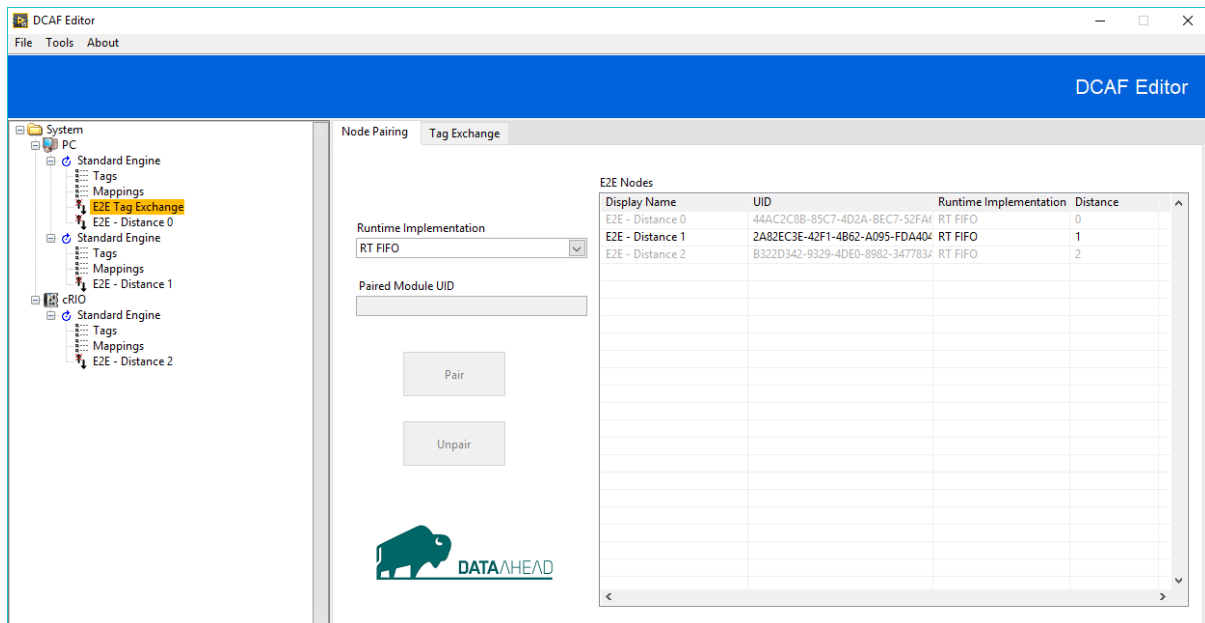 DCAF Editor
File Tools About
DCAF Editor
System
PC
Standard Engine
Tags
Mappings
E2E Tag Exchange
E2E - Distance 0
Standard Engine
Tags
Mappings
E2E - Distance 1
cRIO
Standard Engine
Tags
Mappings
E2E - Distance 2
Node Pairing Tag Exchange
Runtime Implementation
RT FIFO
Paired Module UID
Pair
Unpair
DATAAHEAD
E2E Nodes
Display Name UID Runtime Implementation Distance
E2E - Distance 0 44AC2C8B-85C7-4D2A-BEC7-52FA RT FIFO 0
E2E - Distance 1 2A82EC3E-42F1-4B62-A095-FDA404 RT FIFO 1
E2E - Distance 2 B322D342-9329-4DE0-8982-347783 RT FIFO 2